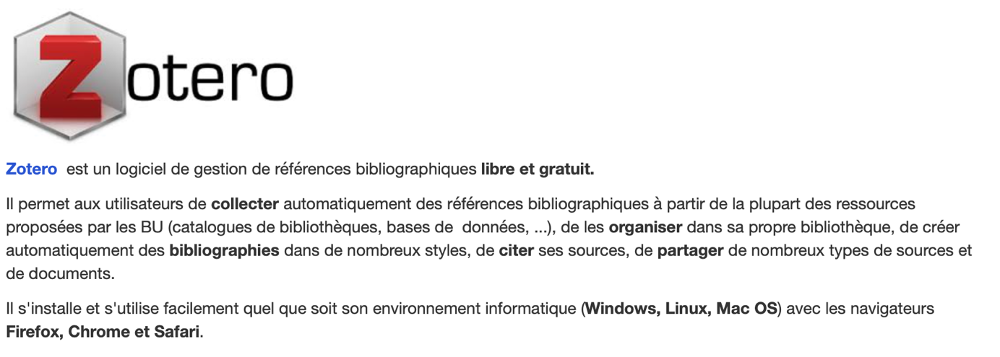 Zotero
Zotero est un logiciel de gestion de références bibliographiques libre et gratuit.
Il permet aux utilisateurs de collecter automatiquement des références bibliographiques à partir de la plupart des ressources
proposées par les BU (catalogues de bibliothèques, bases de données, ...), de les organiser dans sa propre bibliothèque, de créer
automatiquement des bibliographies dans de nombreux styles, de citer ses sources, de partager de nombreux types de sources et
de documents.
Il s'installe et s'utilise facilement quel que soit son environnement informatique (Windows, Linux, Mac OS) avec les navigateurs
Firefox, Chrome et Safari.